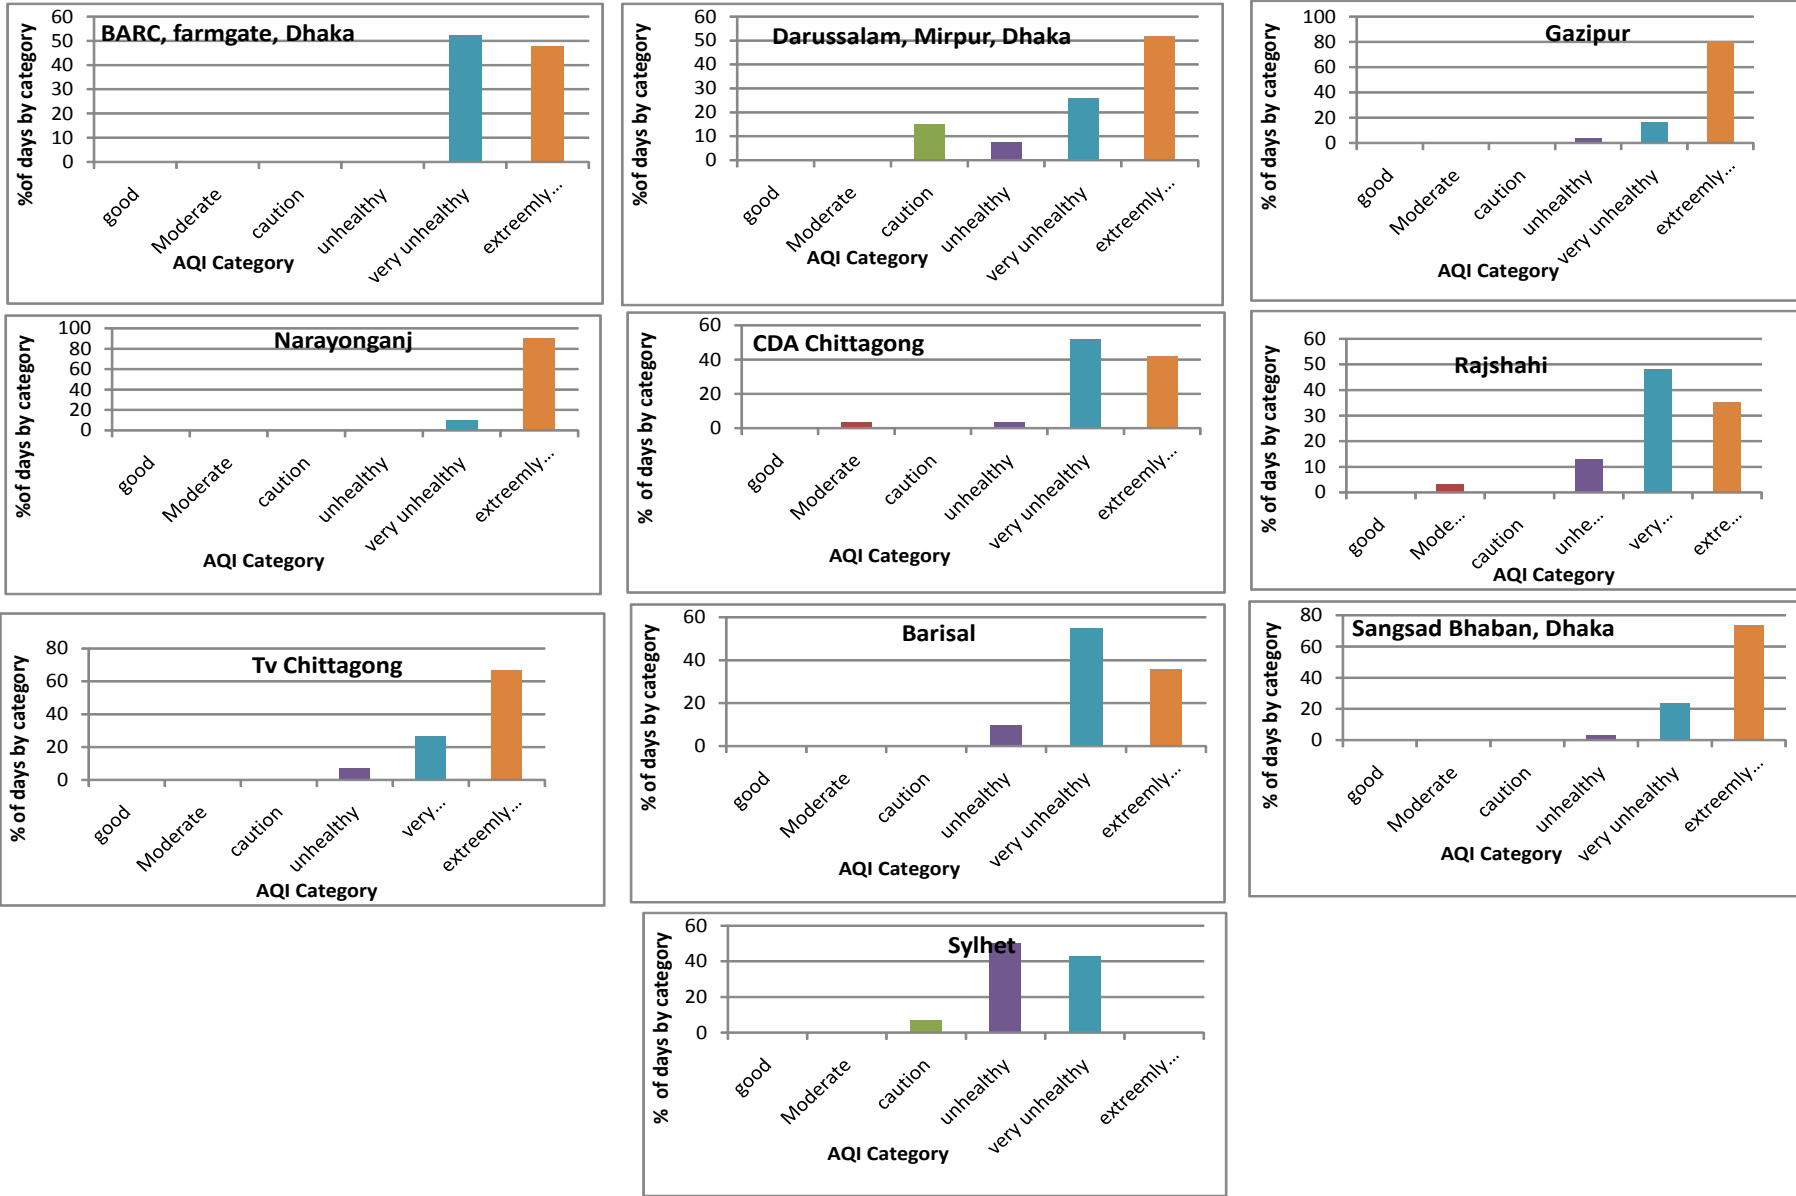 BARC, farmgate, Dhaka
%of days by category
60
50
40
30
20
10
0
good
Moderate
caution
unhealthy
very unhealthy
extreemly...
AQI Category
Darussalam, Mirpur, Dhaka
%of days by category
60
50
40
30
20
10
0
good
Moderate
caution
unhealthy
very unhealthy
extreemly...
AQI Category
Gazipur
% of days by category
100
80
60
40
20
0
good
Moderate
caution
unhealthy
very unhealthy
extreemly...
AQI Category
Narayonganj
%of days by category
100
80
60
40
20
0
good
Moderate
caution
unhealthy
very unhealthy
extreemly...
AQI Category
CDA Chittagong
% of days by category
60
40
20
0
good
Moderate
caution
unhealthy
very unhealthy
extreemly...
AQI Category
Rajshahi
% of days by category
60
50
40
30
20
10
0
good
Mode...
caution
unhe...
very...
extre...
AQI Category
Tv Chittagong
% of days by category
80
60
40
20
0
good
Moderate
caution
unhealthy
very...
extreemly...
AQI Category
Barisal
% of days by category
60
40
20
0
good
Moderate
caution
unhealthy
very unhealthy
extreemly...
AQI Category
Sangsad Bhaban, Dhaka
% of days by category
80
60
40
20
0
good
Moderate
caution
unhealthy
very unhealthy
extreemly...
AQI Category
Sylhet
% of days by category
60
40
20
0
good
Moderate
caution
unhealthy
very unhealthy
extreemly...
AQI Category